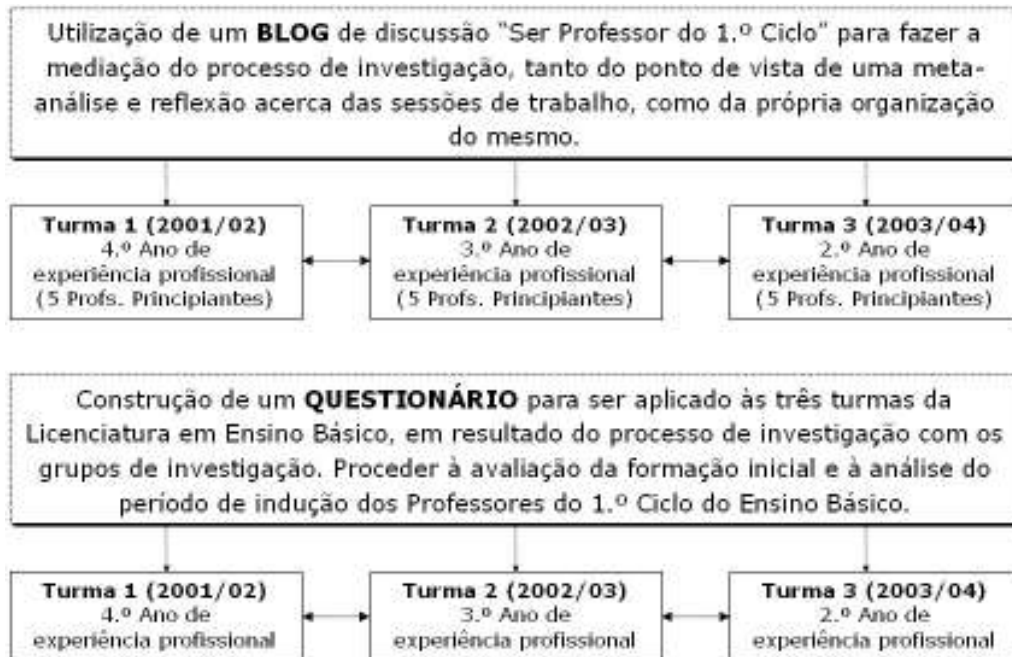 Utilização de um BLOG de discussão "Ser Professor do 1.º Ciclo" para fazer a
mediação do processo de investigação, tanto do ponto de vista de uma meta-
análise e reflexão acerca das sessões de trabalho, como da própria organização
do mesmo.
Turma 1 (2001/02)
4.º Ano de
experiência profissional
(5 Profs. Principiantes)
Turma 2 (2002/03)
3.º Ano de
experiência profissional
(5 Profs. Principiantes)
Turma 3 (2003/04)
2.º Ano de
experiência profissional
(5 Profs. Principiantes)
Construção de um QUESTIONÁRIO para ser aplicado às três turmas da
Licenciatura em Ensino Básico, em resultado do processo de investigação com os
grupos de investigação. Proceder à avaliação da formação inicial e à análise do
período de indução dos Professores do 1.º Ciclo do Ensino Básico.
Turma 1 (2001/02)
4.º Ano de
experiência profissional
Turma 2 (2002/03)
3.º Ano de
experiência profissional
Turma 3 (2003/04)
2.º Ano de
experiência profissional